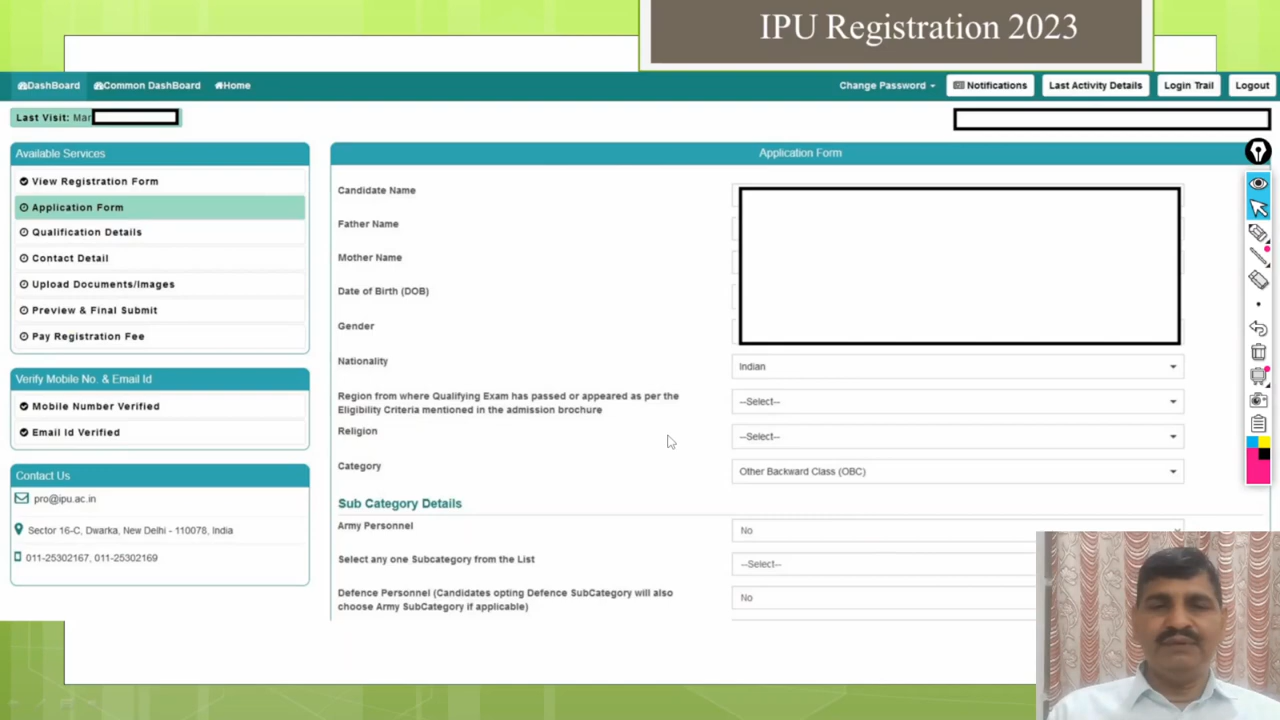 IPU Registration 2023
DashBoard Common DashBoard Home Change Password Notifications Last Activity Details Login Trail Logout
Last Visit: Mar
Available Services
View Registration Form
Application Form
Qualification Details
Contact Detail
Upload Documents/Images
Preview & Final Submit
Pay Registration Fee
Verify Mobile No. & Email Id
Mobile Number Verified
Email Id Verified
Contact Us
pro@ipu.ac.in
Sector 16-C, Dwarka, New Delhi - 110078, India
011-25302167, 011-25302169
Application Form
Candidate Name
Father Name
Mother Name
Date of Birth (DOB)
Gender
Nationality Indian
Region from where Qualifying Exam has passed or appeared as per the
Eligibility Criteria mentioned in the admission brochure --Select--
Religion --Select--
Category Other Backward Class (OBC)
Sub Category Details
Army Personnel No
Select any one Subcategory from the List --Select--
Defence Personnel (Candidates opting Defence SubCategory will also
choose Army SubCategory if applicable) No